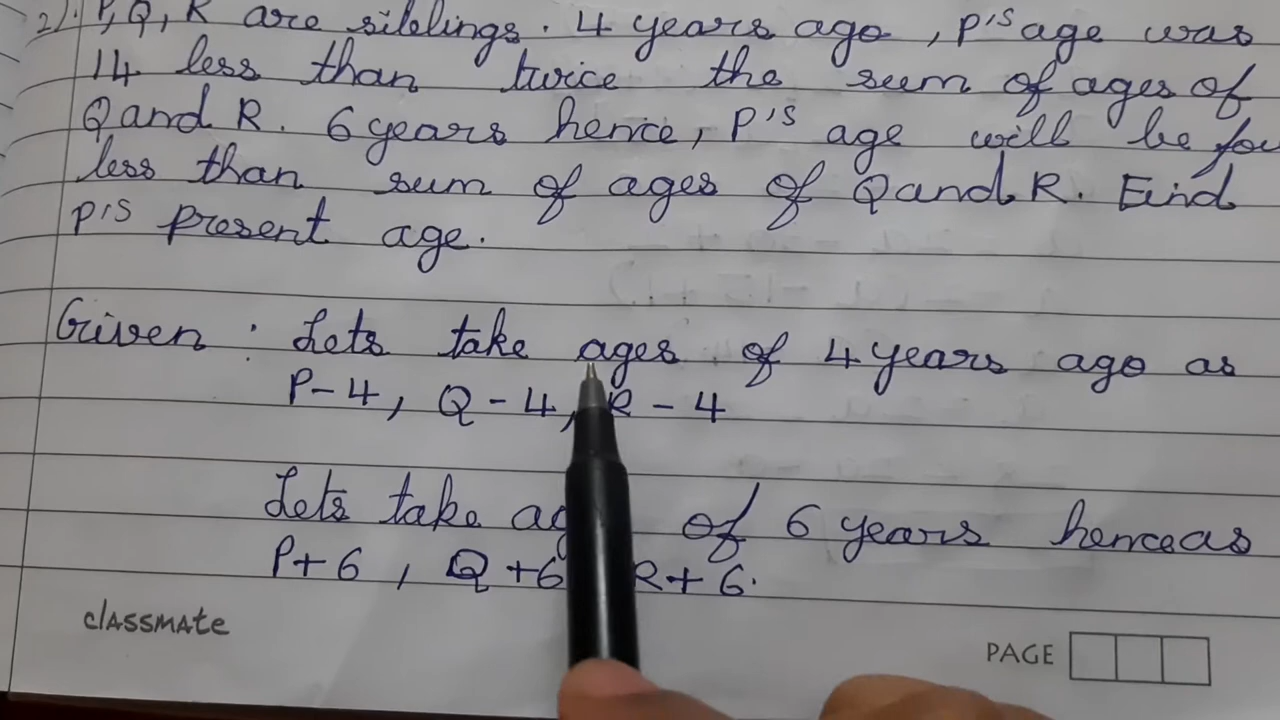 2). P, Q, R are siblings. 4 years ago, P's age was
14 less than twice the sum of ages of
Q and R. 6 years hence, P's age will be
less than sum of ages of Q and R. Find
P's present age.
Given : Lets take ages of 4 years ago as
P-4, Q-4, R-4
Lets take of 6 years hence as
P+6, Q+6 R+6.
classmate
PAGE